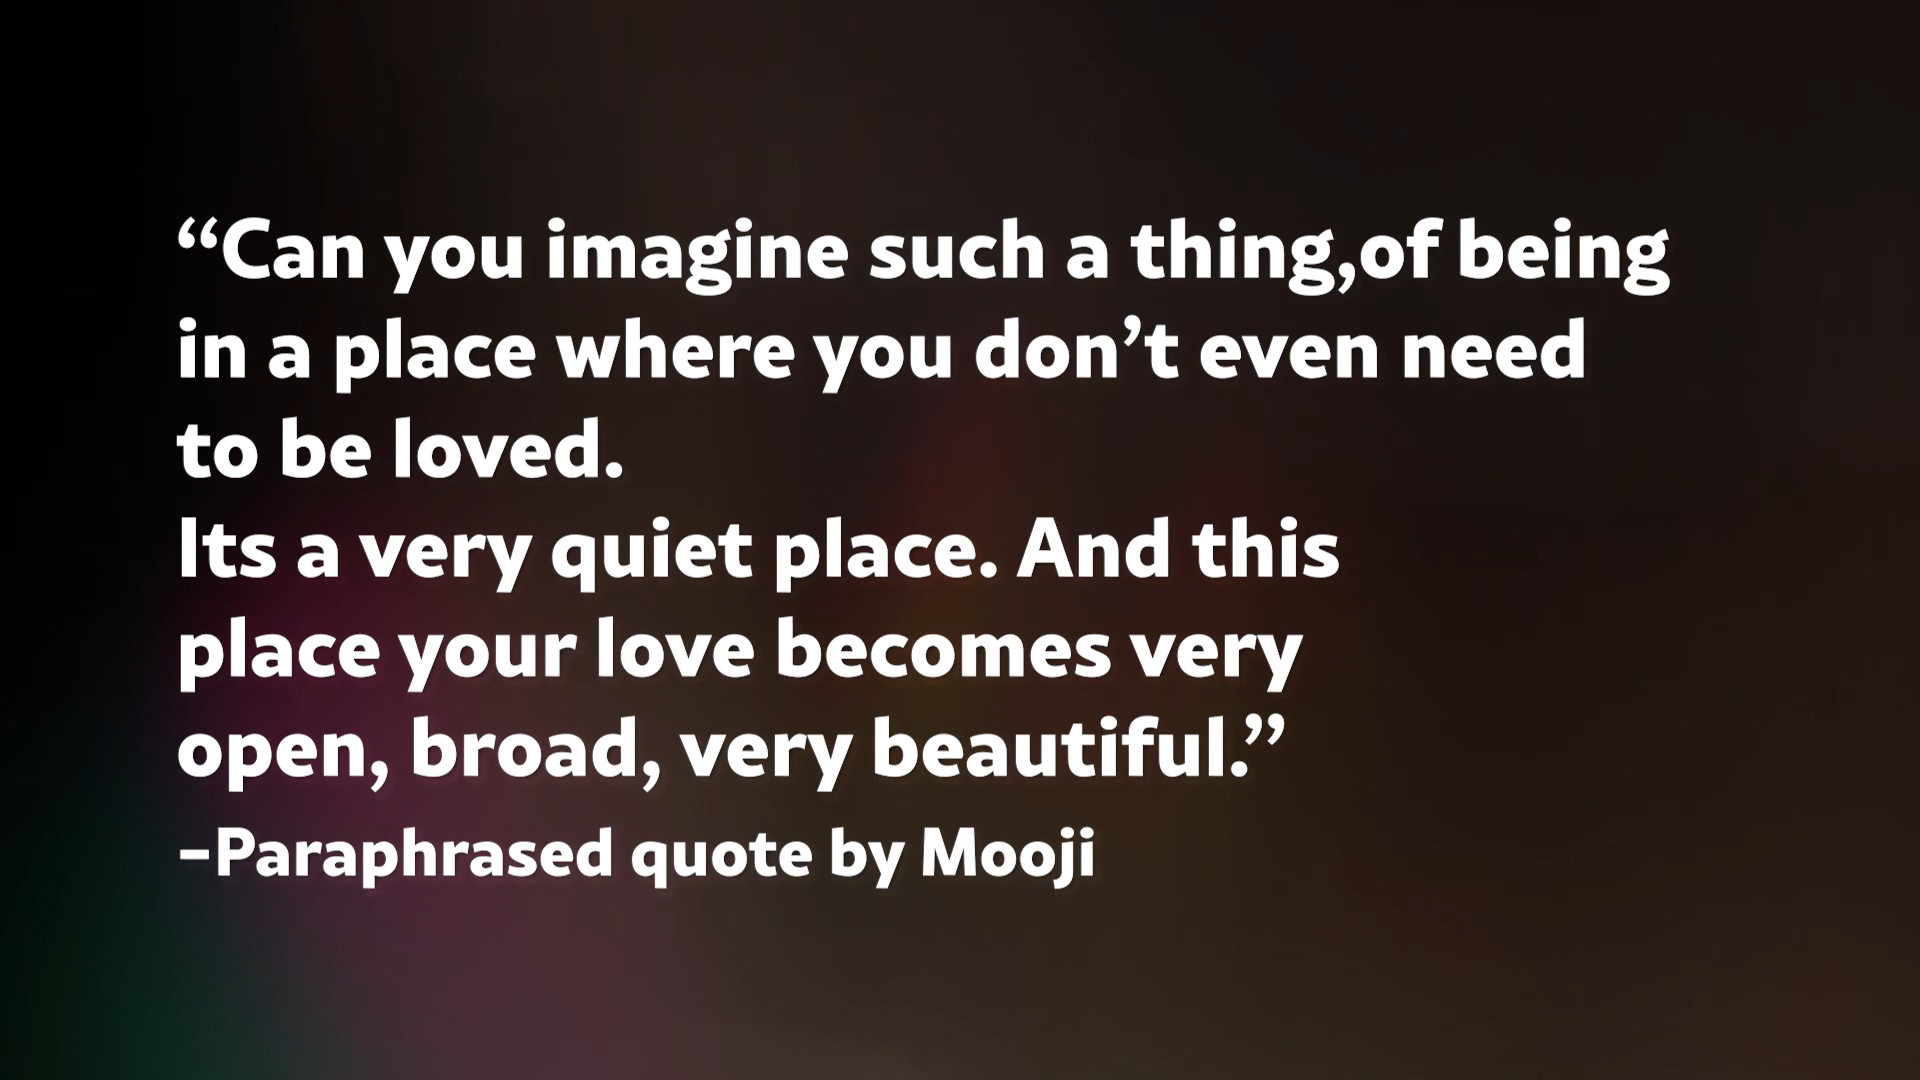 “Can you imagine such a thing,of being
in a place where you don’t even need
to be loved.
Its a very quiet place. And this
place your love becomes very
open, broad, very beautiful.”
–Paraphrased quote by Mooji